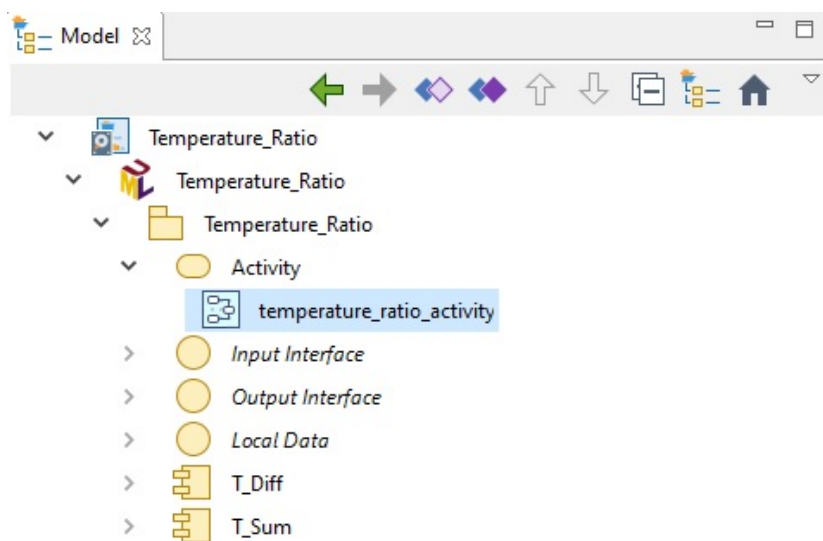 Model
Temperature_Ratio
Temperature_Ratio
Temperature_Ratio
Activity
temperature_ratio_activity
Input Interface
Output Interface
Local Data
T_Diff
T_Sum